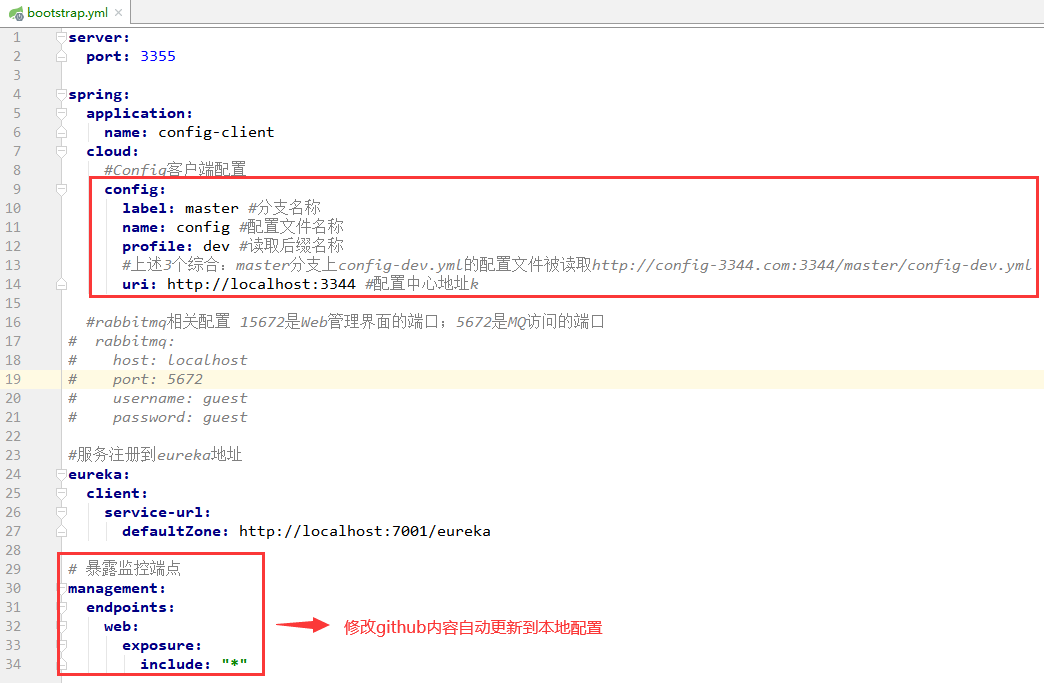 bootstrap.yml
1 server:
2 port: 3355
3
4 spring:
5 application:
6 name: config-client
7 cloud:
8 #Config客户端配置
9 config:
10 label: master #分支名称
11 name: config #配置文件名称
12 profile: dev #读取后缀名称
13 #上述3个综合：master分支上config-dev.yml的配置文件被读取http://config-3344.com:3344/master/config-dev.yml
14 uri: http://localhost:3344 #配置中心地址k
15
16 #rabbitmq相关配置 15672是Web管理界面的端口；5672是MQ访问的端口
17 # rabbitmq:
18 # host: localhost
19 # port: 5672
20 # username: guest
21 # password: guest
22
23 #服务注册到eureka地址
24 eureka:
25 client:
26 service-url:
27 defaultZone: http://localhost:7001/eureka
28
29 # 暴露监控端点
30 management:
31 endpoints:
32 web:
修改github内容自动更新到本地配置
33 exposure:
34 include: "*"